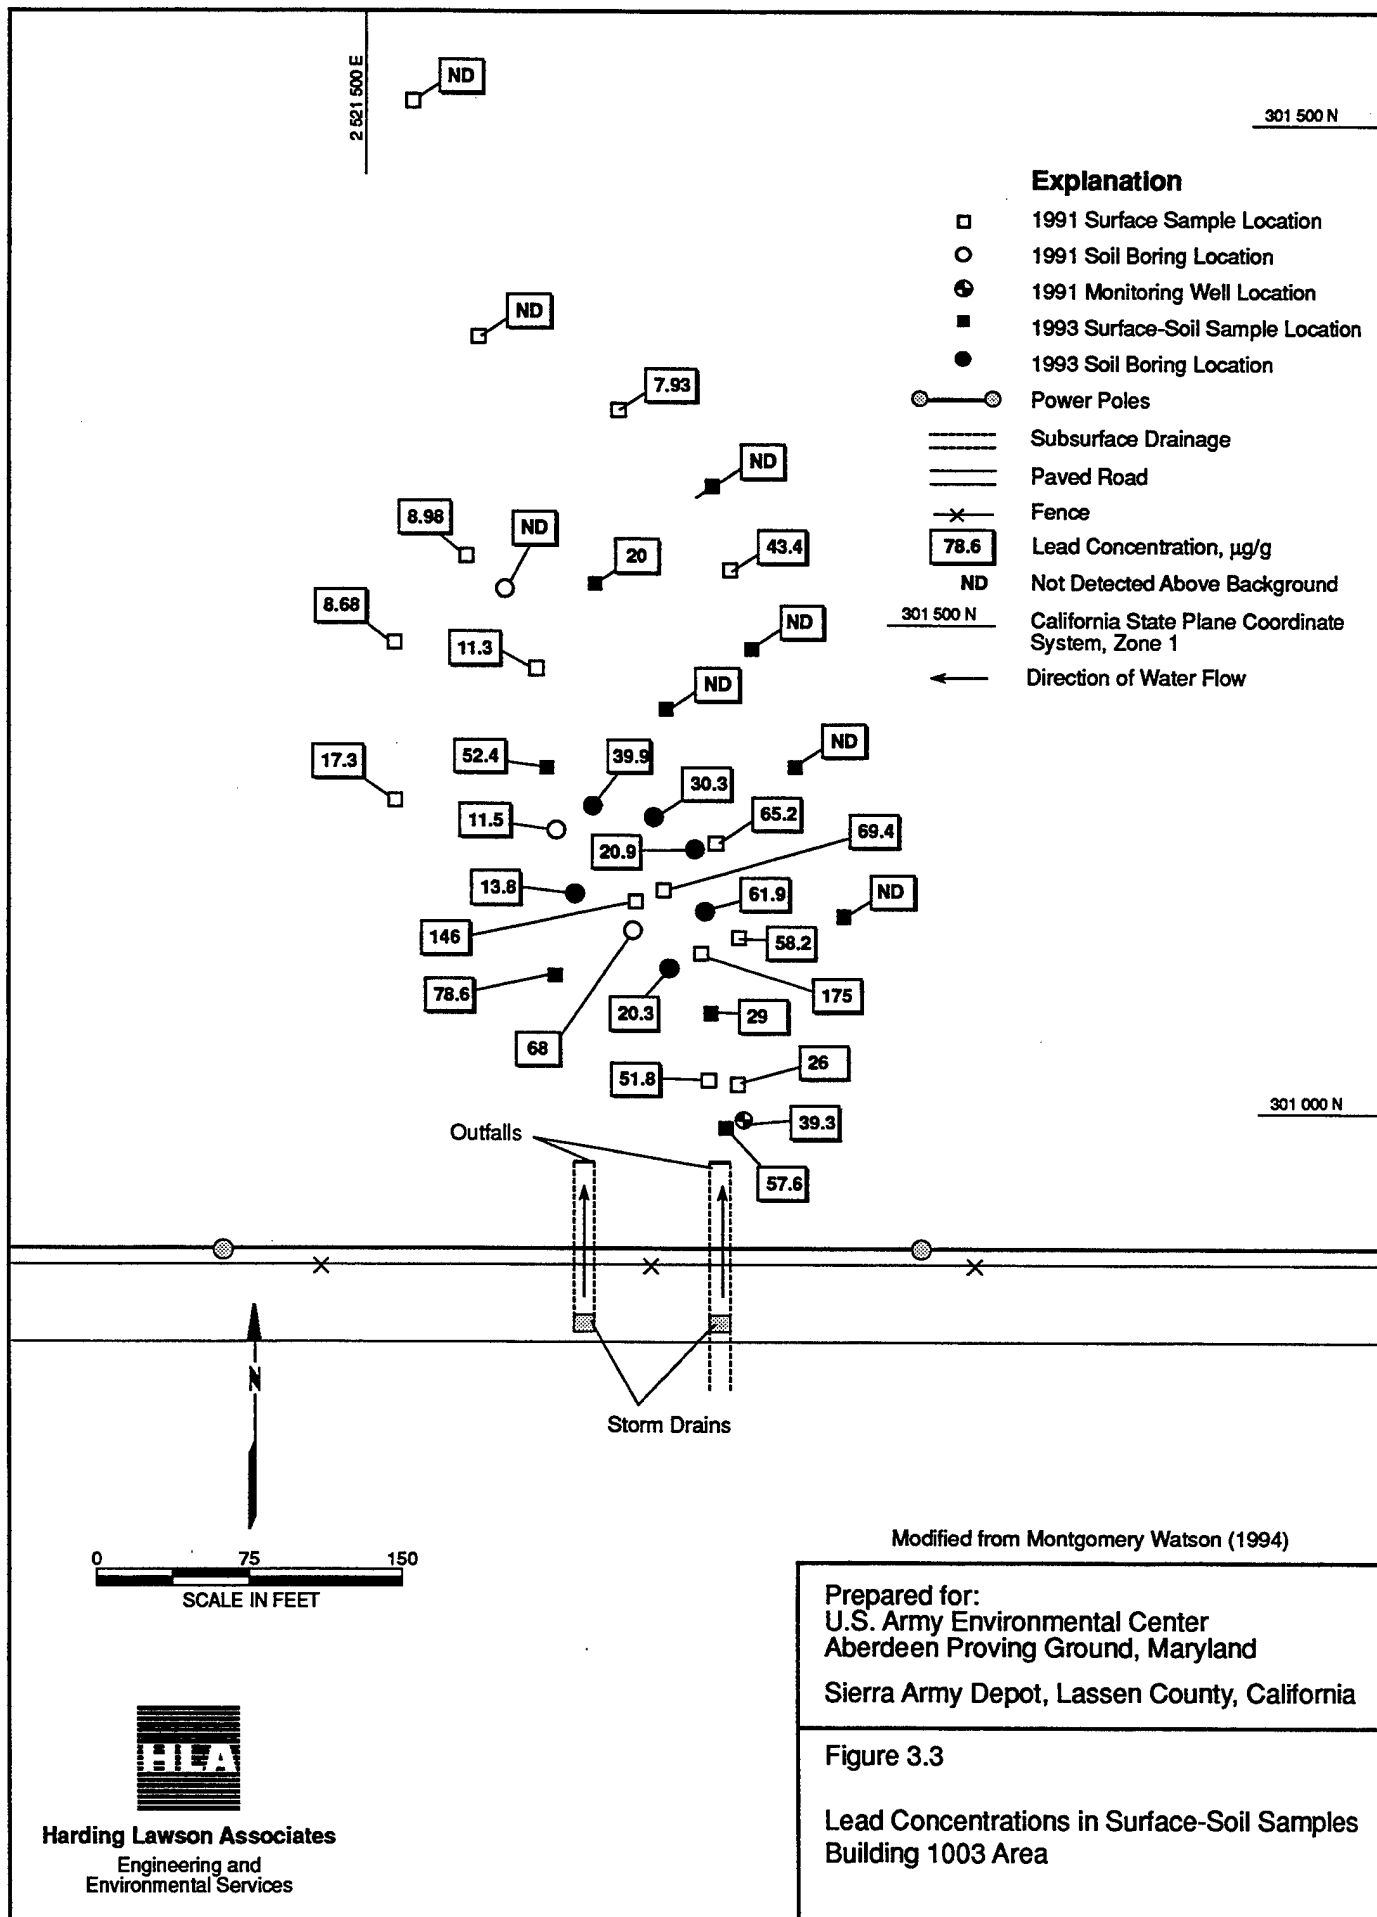 2 521 500 E
ND
301 500 N
Explanation
1991 Surface Sample Location
1991 Soil Boring Location
1991 Monitoring Well Location
1993 Surface-Soil Sample Location
1993 Soil Boring Location
Power Poles
Subsurface Drainage
Paved Road
Fence
78.6 Lead Concentration, µg/g
ND Not Detected Above Background
301 500 N California State Plane Coordinate
System, Zone 1
Direction of Water Flow
ND
7.93
ND
8.98
ND
20
43.4
8.68
11.3
ND
ND
17.3
52.4
39.9
ND
30.3
11.5
65.2
69.4
20.9
13.8
61.9
ND
146
58.2
78.6
175
20.3
29
68
51.8
26
301 000 N
39.3
Outfalls
57.6
N
Storm Drains
0 75 150
SCALE IN FEET
Modified from Montgomery Watson (1994)
Prepared for:
U.S. Army Environmental Center
Aberdeen Proving Ground, Maryland
Sierra Army Depot, Lassen County, California
HLA
Harding Lawson Associates
Engineering and
Environmental Services
Figure 3.3
Lead Concentrations in Surface-Soil Samples
Building 1003 Area